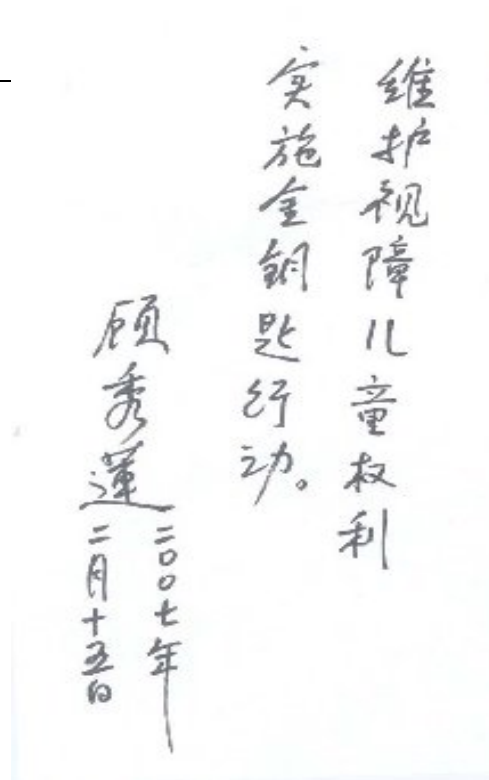 维护视障儿童权利
实施金钥匙行动。
顾秀蓮
二〇〇七年
二月十五日